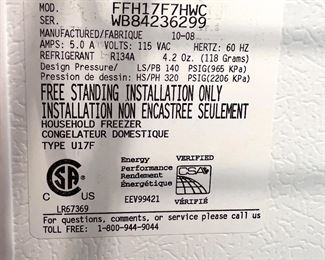 MOD. FFH17F7HWC
SER. WB84236299
MANUFACTURED/FABRIQUE 10-08
AMPS: 5.0 A VOLTS: 115 VAC HERTZ: 60 HZ
REFRIGERANT R134A 4.2 Oz. (118 Grams)
Design Pressure/ LS/PB 140 PSIG(965 KPa)
Pression de Design HS/PH 320 PSIG(2206 KPa)
FREE STANDING INSTALLATION ONLY
INSTALLATION NON ENCASTREE SEULEMENT
HOUSEHOLD FREEZER
CONGELATEUR DOMESTIQUE
TYPE U17F
Energy VERIFIED
Performance
Rendement
Énergétique
CSA
SA
C US
EEV99421 VÉRIFIÉ
LR67369
For questions, comments, or service please call
TOLL FREE: 1-800-944-9044